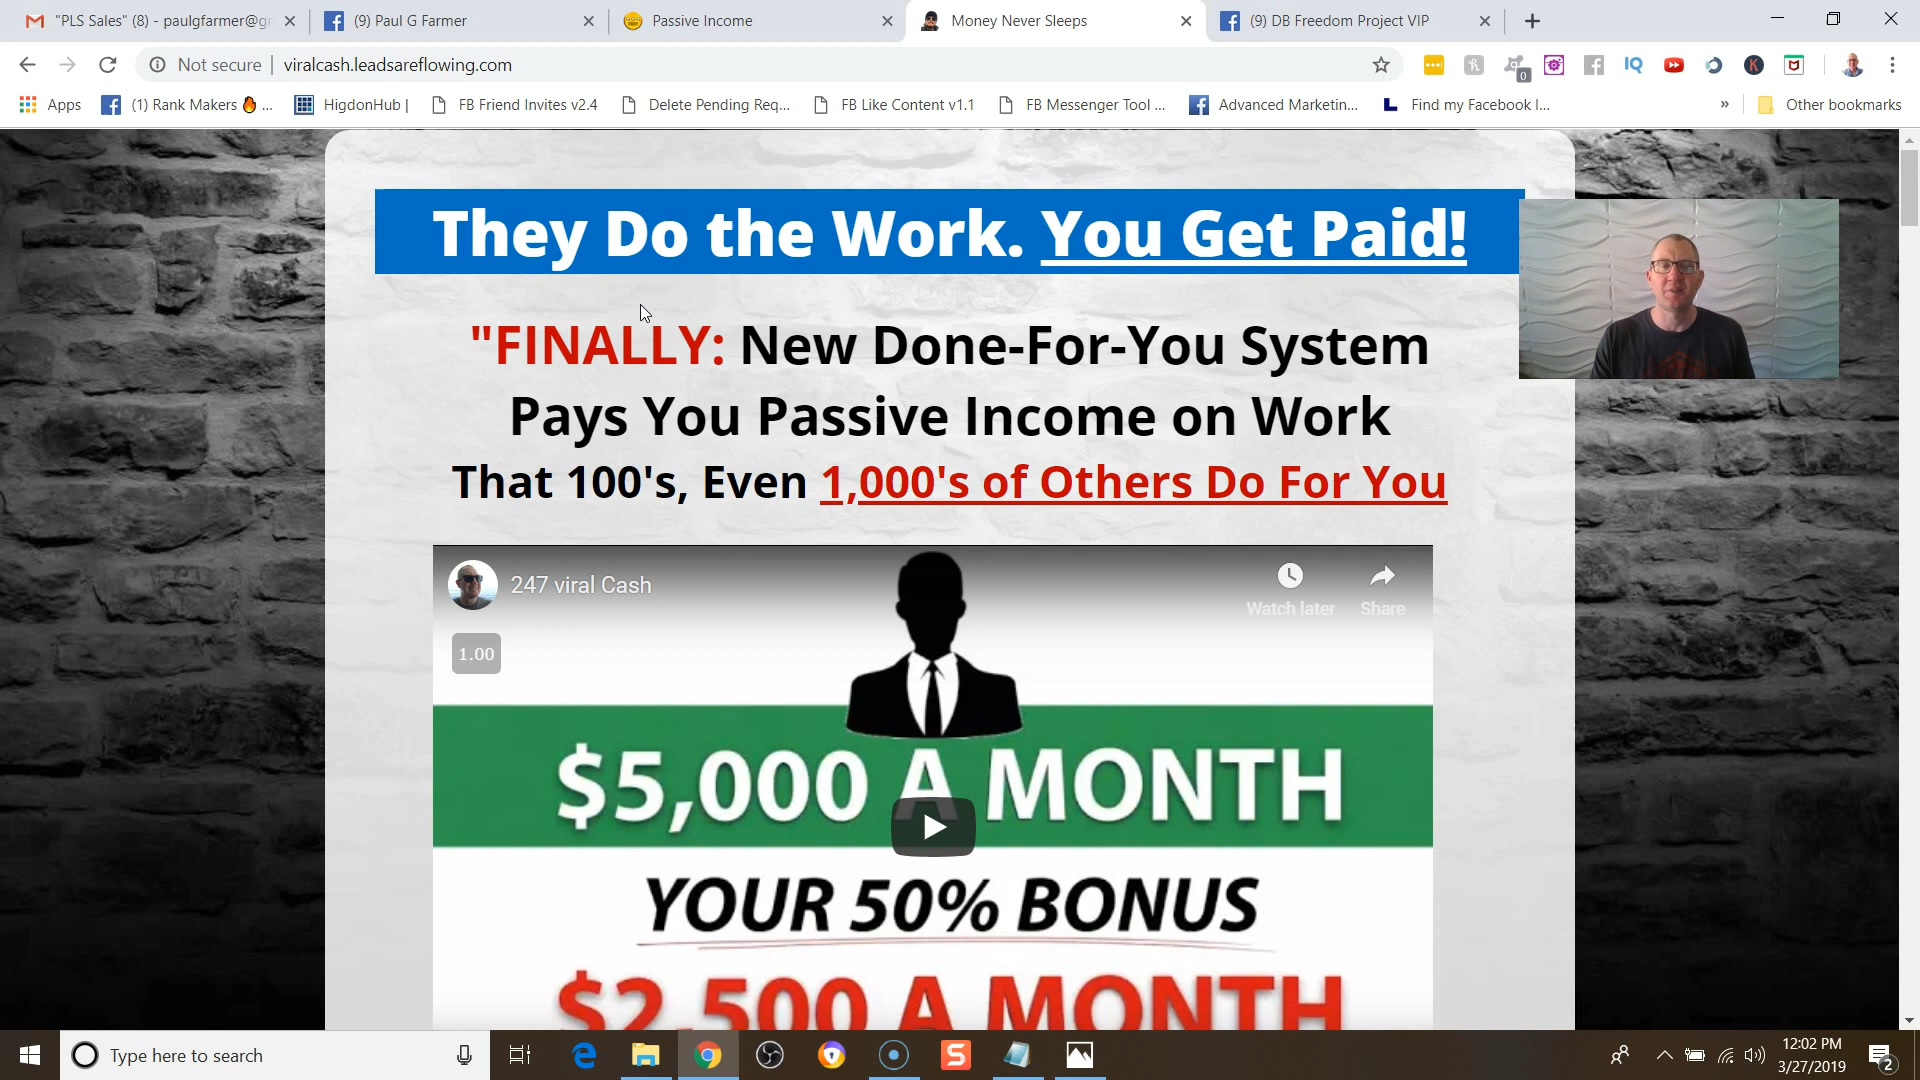 "PLS Sales" (8) - paulgfarmer@gm
(9) Paul G Farmer
Passive Income
Money Never Sleeps
(9) DB Freedom Project VIP
Not secure
viralcash.leadsareflowing.com
0
IQ
K
Apps
(1) Rank Makers🔥...
HigdonHub |
FB Friend Invites v2.4
Delete Pending Req...
FB Like Content v1.1
FB Messenger Tool ...
Advanced Marketin...
L
Find my Facebook I...
»
Other bookmarks
They Do the Work. You Get Paid!
"FINALLY: New Done-For-You System
Pays You Passive Income on Work
That 100's, Even 1,000's of Others Do For You
247 viral Cash
Watch later
Share
1.00
$5,000 A MONTH
YOUR 50% BONUS
$2,500 A MONTH
Type here to search
S
12:02 PM
3/27/2019
2